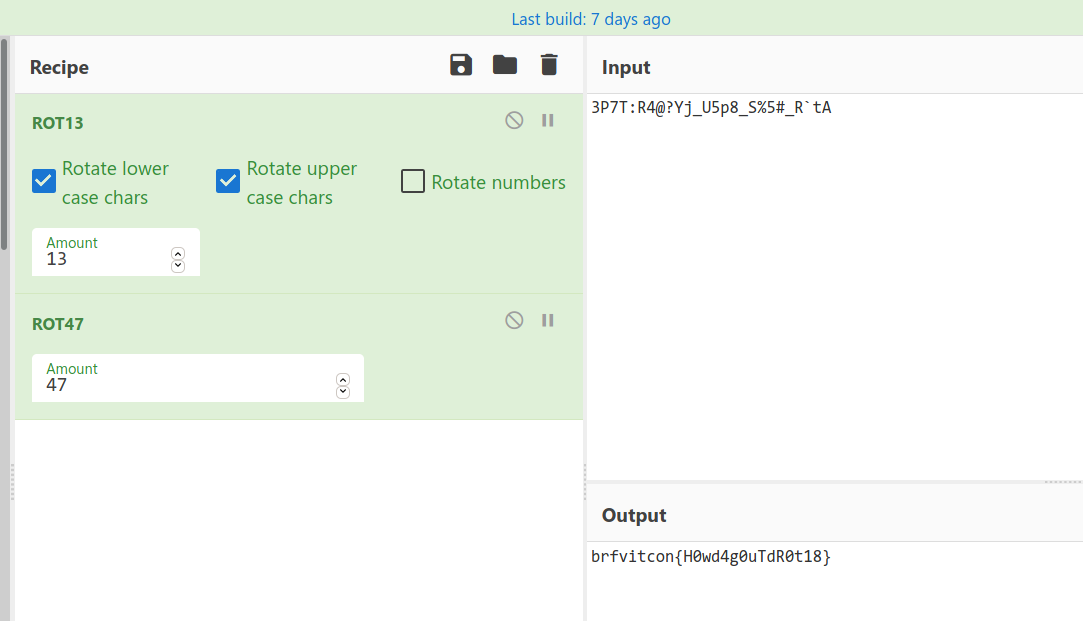 Last build: 7 days ago
Recipe
ROT13
Rotate lower case chars
Rotate upper case chars
Rotate numbers
Amount
13
ROT47
Amount
47
Input
3P7T:R4@?Yj_U5p8_S%5#_R`tA
Output
brfvitcon{H0wd4g0uTdR0t18}